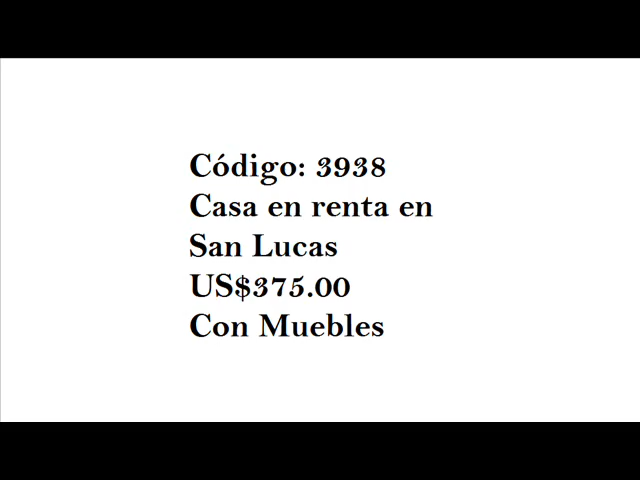 Código: 3938
Casa en renta en
San Lucas
US$375.00
Con Muebles